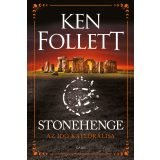 KEN
FOLLETT
STONEHENGE
AZ IDŐ KATEDRÁLISA